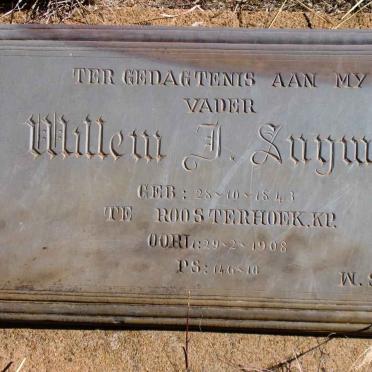 TER GEDAGTENIS AAN MY
VADER
Willem J. Snym
GEB: 28-10-1843
TE ROOSTERHOEK.KP.
OORL: 29-2-1908
PS: 146-10
W. S